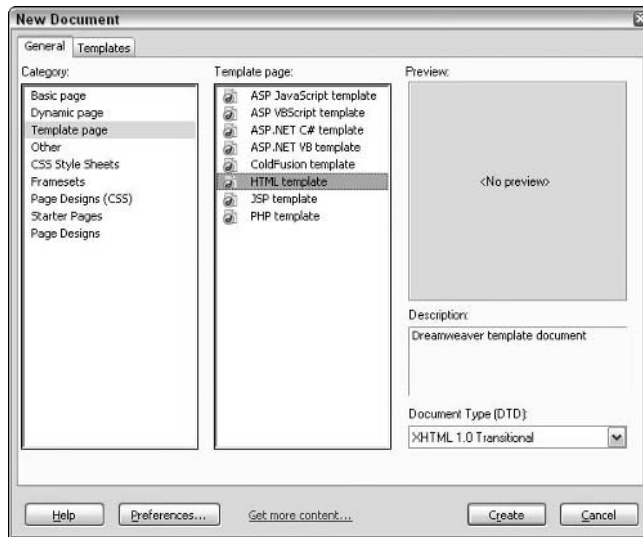 New Document
General
Templates
Category:
Basic page
Dynamic page
Template page
Other
CSS Style Sheets
Framesets
Page Designs (CSS)
Starter Pages
Page Designs
Template page:
ASP JavaScript template
ASP VBScript template
ASP.NET C# template
ASP.NET VB template
ColdFusion template
HTML template
JSP template
PHP template
Preview:
<No preview>
Description:
Dreamweaver template document
Document Type (DTD):
XHTML 1.0 Transitional
Help
Preferences...
Get more content...
Create
Cancel